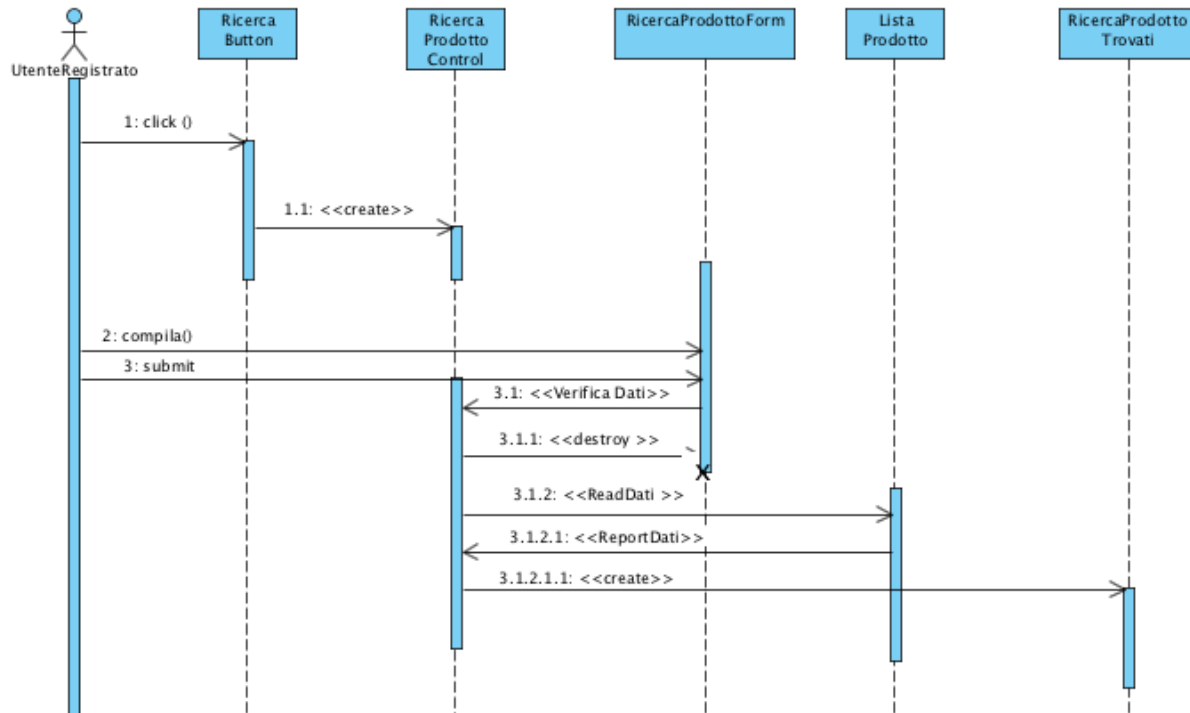 Ricerca
Button
Ricerca
Prodotto
Control
RicercaProdottoForm
Lista
Prodotto
RicercaProdotto
Trovati
UtenteRegistrato
1: click ()
1.1: <<create>>
2: compila()
3: submit
3.1: <<Verifica Dati>>
3.1.1: <<destroy >>
3.1.2: <<ReadDati >>
3.1.2.1: <<ReportDati>>
3.1.2.1.1: <<create>>